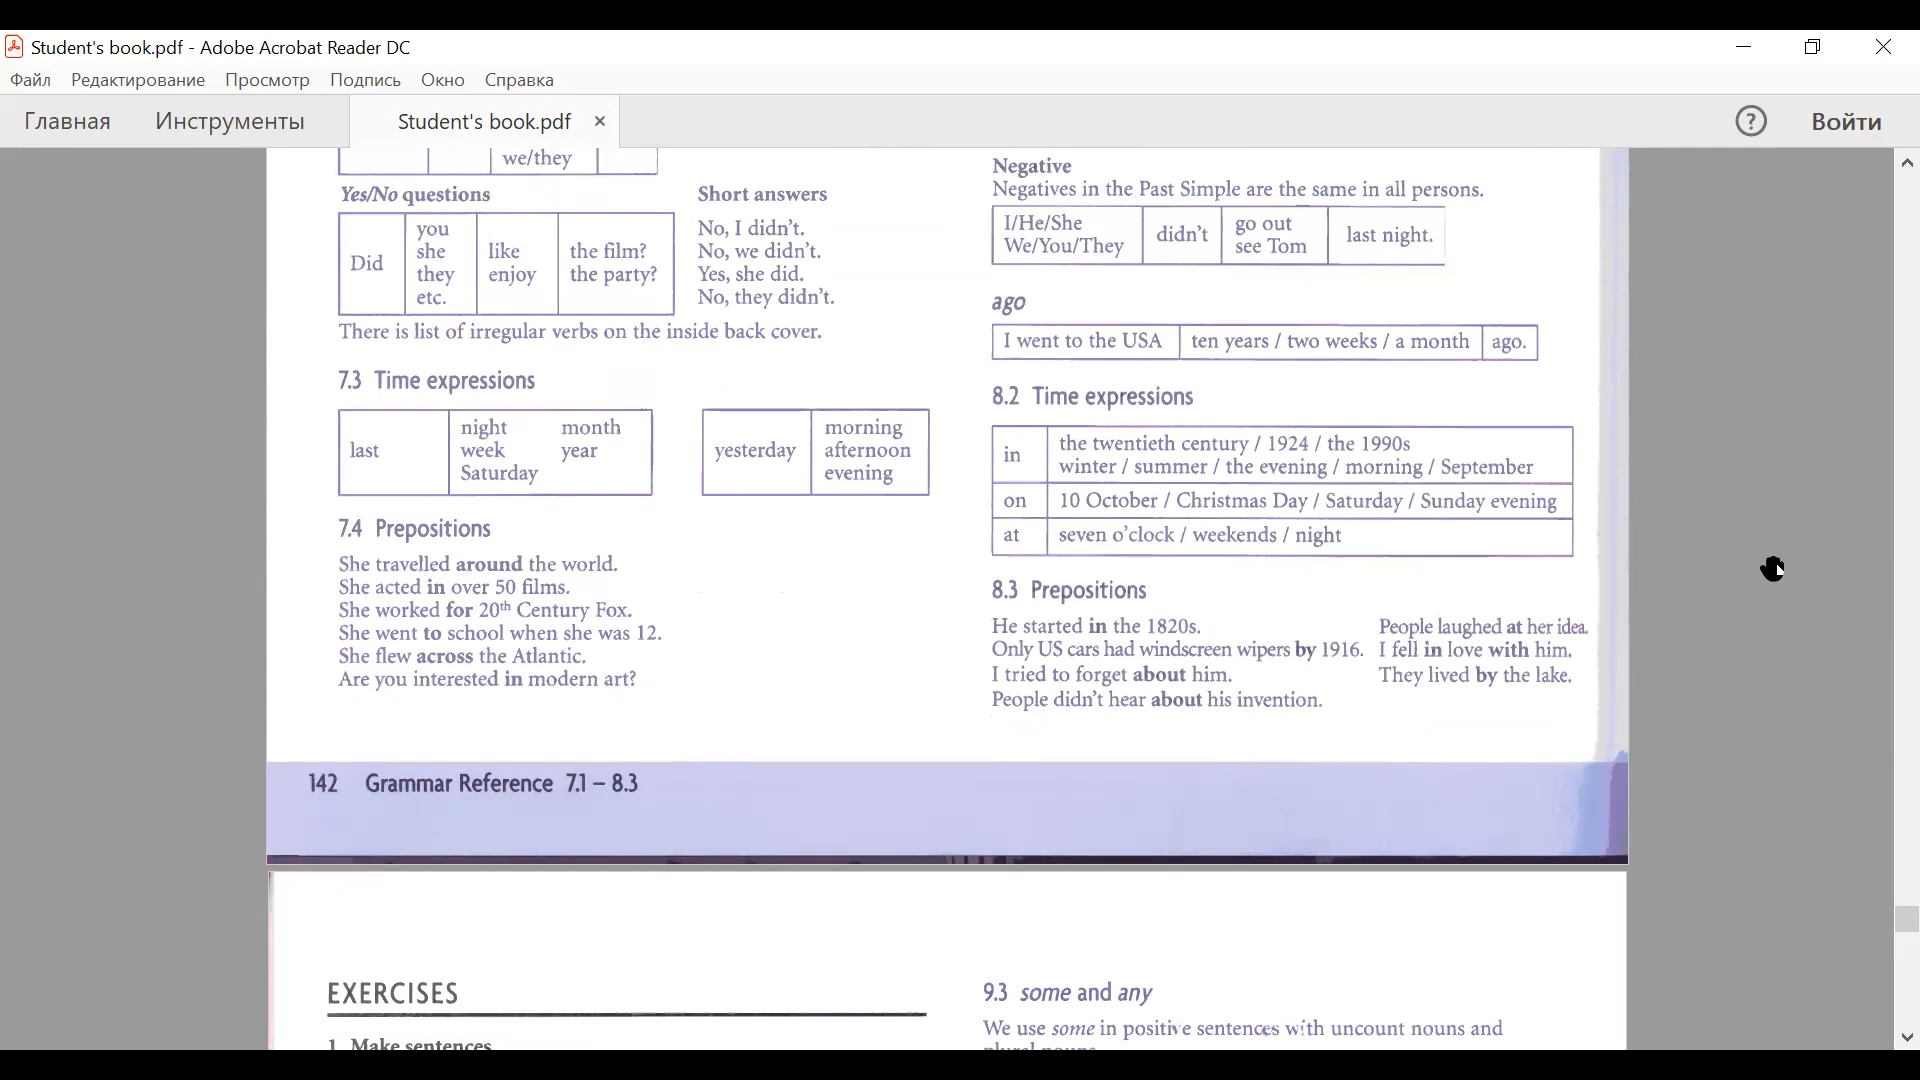 Student's book.pdf - Adobe Acrobat Reader DC
Файл Редактирование Просмотр Подпись Окно Справка
Главная Инструменты Student's book.pdf × ? Войти
we/they
Yes/No questions Short answers
Did
you
she
they
etc.
like
enjoy
the film?
the party?
No, I didn't.
No, we didn't.
Yes, she did.
No, they didn't.
There is list of irregular verbs on the inside back cover.
7.3 Time expressions
last
night month
week year
Saturday
yesterday
morning
afternoon
evening
7.4 Prepositions
She travelled around the world.
She acted in over 50 films.
She worked for 20th Century Fox.
She went to school when she was 12.
She flew across the Atlantic.
Are you interested in modern art?
Negative
Negatives in the Past Simple are the same in all persons.
I/He/She
We/You/They
didn't
go out
see Tom
last night.
ago
I went to the USA ten years / two weeks / a month ago.
8.2 Time expressions
in
the twentieth century / 1924 / the 1990s
winter / summer / the evening / morning / September
on 10 October / Christmas Day / Saturday / Sunday evening
at seven o'clock / weekends / night
8.3 Prepositions
He started in the 1820s.
Only US cars had windscreen wipers by 1916.
I tried to forget about him.
People didn't hear about his invention.
People laughed at her idea.
I fell in love with him.
They lived by the lake.
142 Grammar Reference 7.1 – 8.3
EXERCISES
1 Make sentences
9.3 some and any
We use some in positive sentences with uncount nouns and
plural nouns